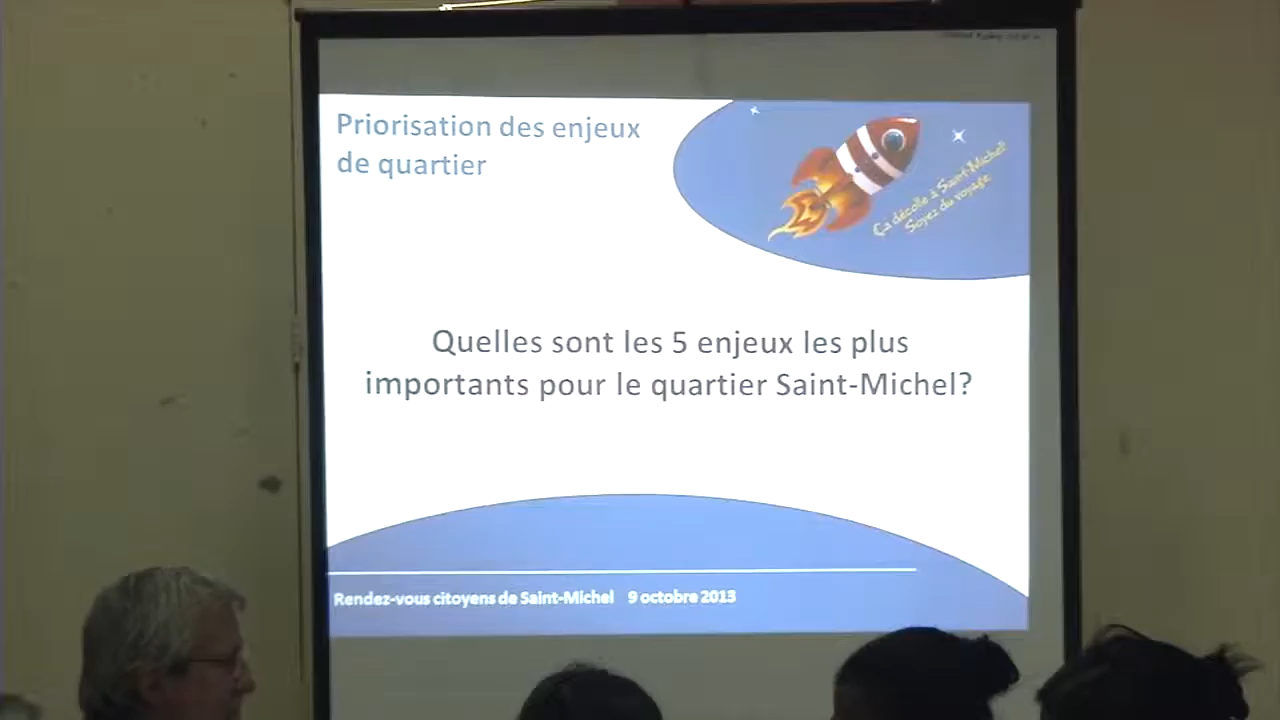 Priorisation des enjeux
de quartier
Ça décolle à Saint-Michel!
Soyez du voyage
Quelles sont les 5 enjeux les plus
importants pour le quartier Saint-Michel?
Rendez-vous citoyens de Saint-Michel 9 octobre 2013